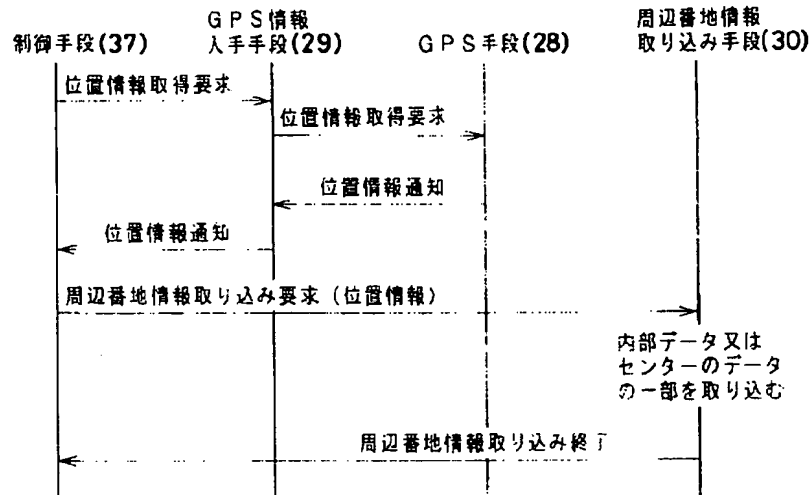 制御手段(37)
GPS情報
入手手段(29)
GPS手段(28)
周辺番地情報
取り込み手段(30)
位置情報取得要求
位置情報取得要求
位置情報通知
位置情報通知
周辺番地情報取り込み要求(位置情報)
内部データ又は
センターのデータ
の一部を取り込む
周辺番地情報取り込み終了